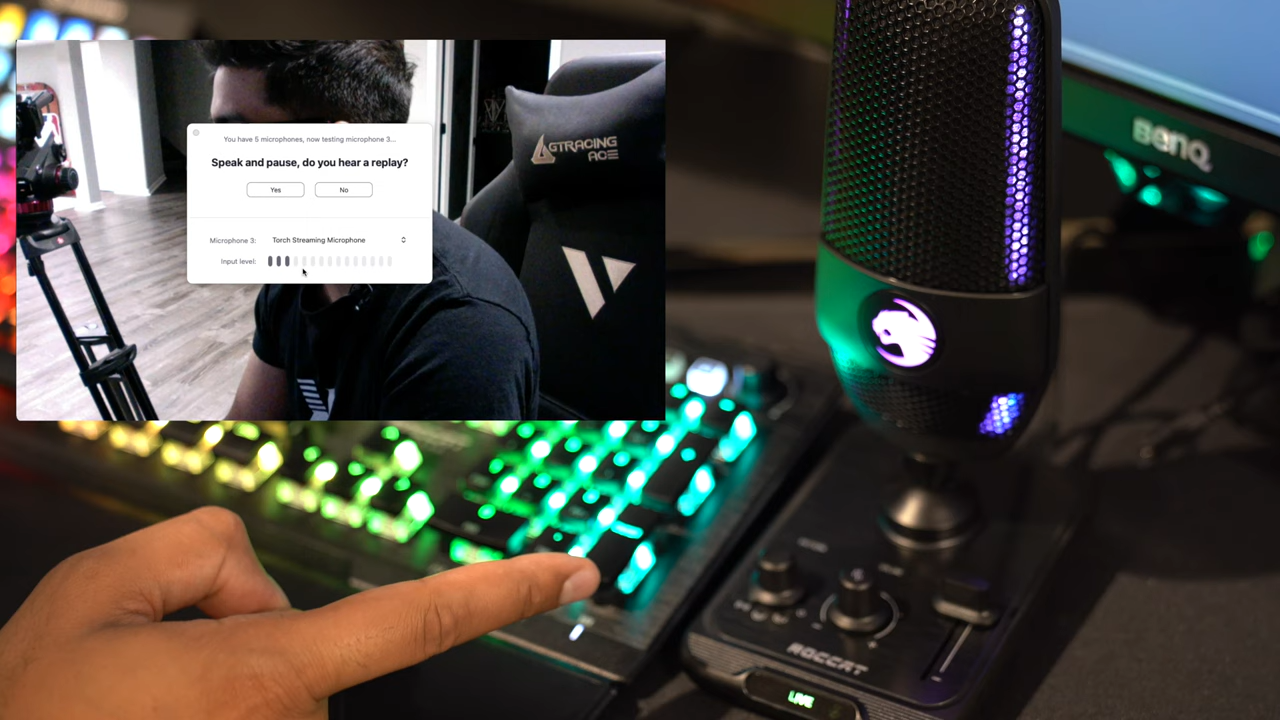 You have 5 microphones, now testing microphone 3...
Speak and pause, do you hear a replay?
Yes No
Microphone 3: Torch Streaming Microphone
Input level:
GTRACING
ACE
BENQ
ROCCAT
LIVE